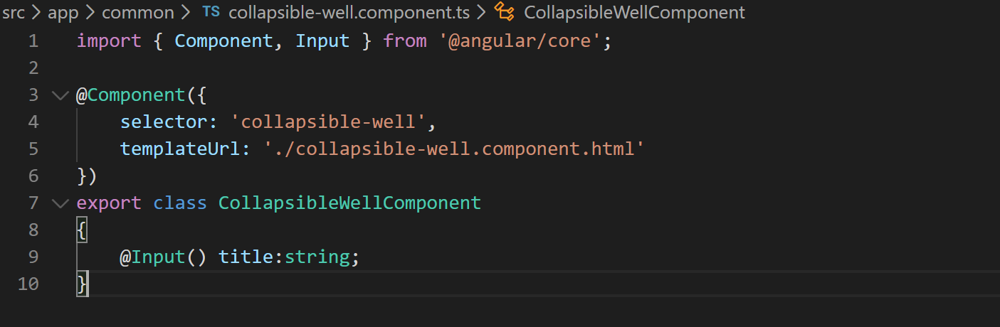 src > app > common > TS collapsible-well.component.ts > CollapsibleWellComponent
1 import { Component, Input } from '@angular/core';
2
3 @Component({
4     selector: 'collapsible-well',
5     templateUrl: './collapsible-well.component.html'
6 })
7 export class CollapsibleWellComponent
8 {
9     @Input() title:string;
10 }